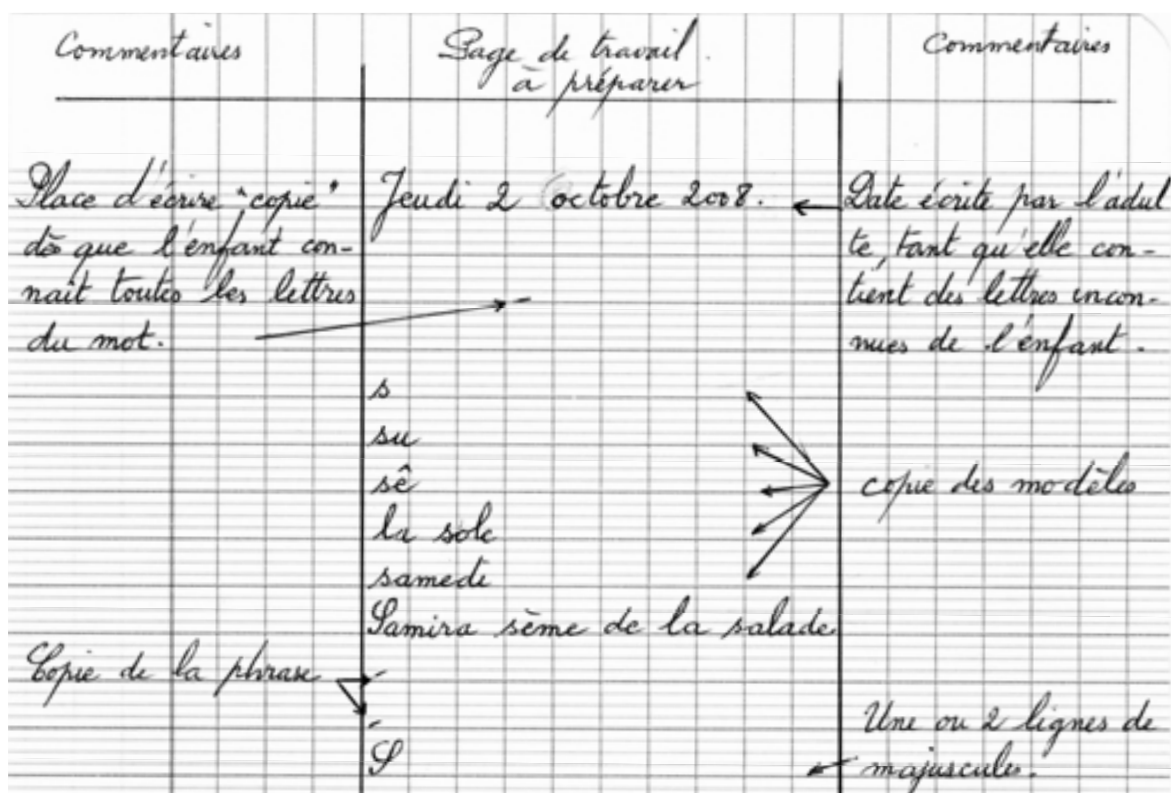 Commentaires
Page de travail
à préparer
Commentaires
Place d'écrire "copie"
dès que l'enfant con-
nait toutes les lettres
du mot.
Jeudi 2 octobre 2008.
s
su
sê
la sole
samedi
Samira sème de la salade
Copie de la phrase
S
Date écrite par l'adul
te, tant qu'elle con-
tient des lettres incon-
nues de l'enfant.
copie des modèles
Une ou 2 lignes de
majuscules.